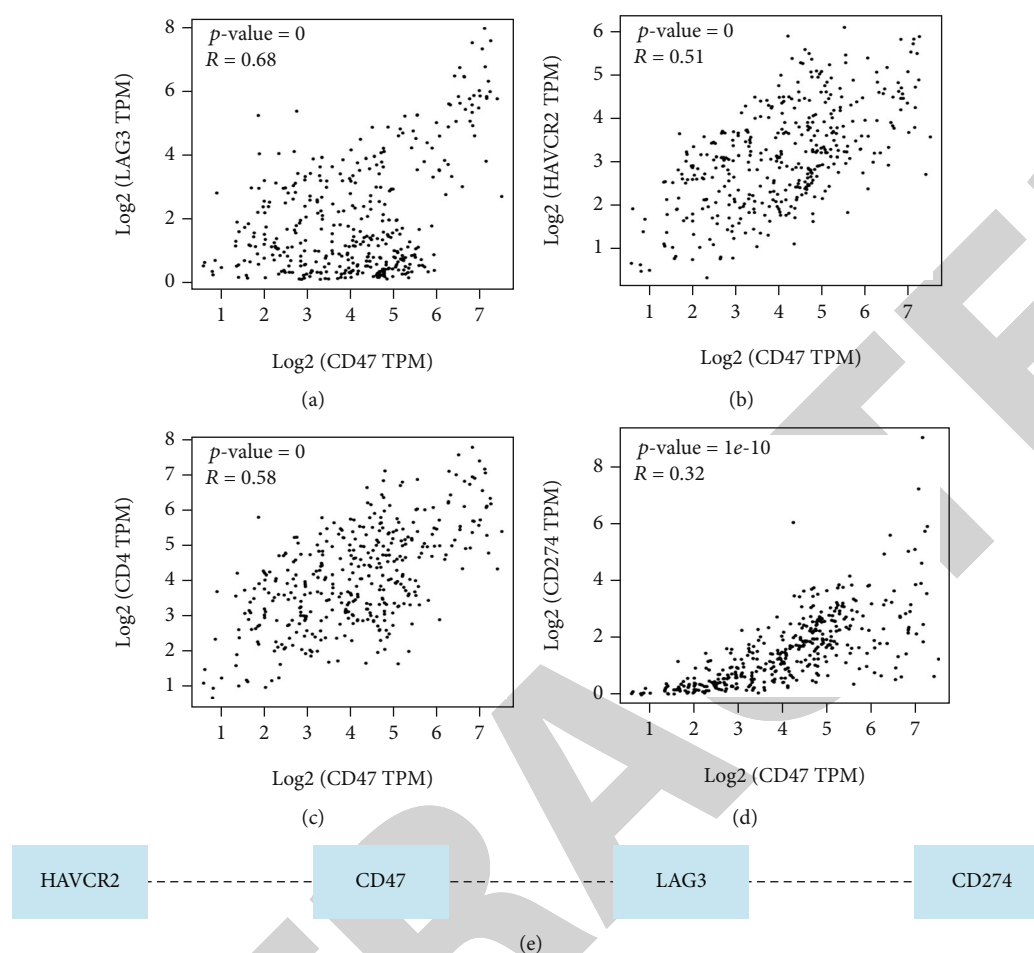 p-value = 0
R = 0.68
Log2 (LAG3 TPM)
8
6
4
2
0
1 2 3 4 5 6 7
Log2 (CD47 TPM)
(a)
p-value = 0
R = 0.51
Log2 (HAVCR2 TPM)
6
5
4
3
2
1
1 2 3 4 5 6 7
Log2 (CD47 TPM)
(b)
p-value = 0
R = 0.58
Log2 (CD4 TPM)
8
7
6
5
4
3
2
1
1 2 3 4 5 6 7
Log2 (CD47 TPM)
(c)
p-value = 1e-10
R = 0.32
Log2 (CD274 TPM)
8
6
4
2
0
1 2 3 4 5 6 7
Log2 (CD47 TPM)
(d)
HAVCR2 CD47 LAG3 CD274
(e)